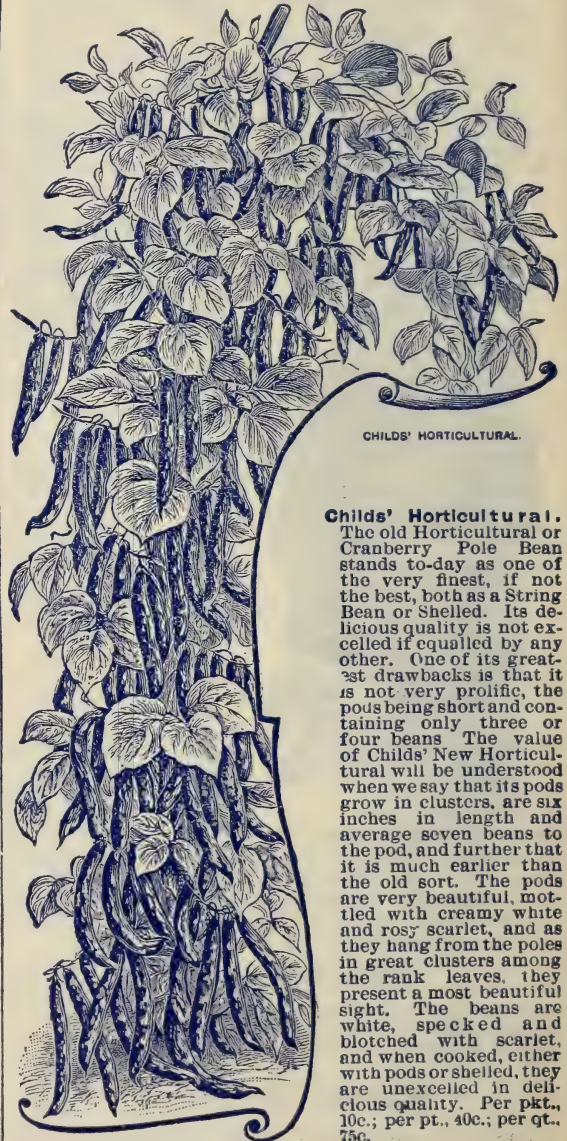 CHILDS' HORTICULTURAL.
Childs' Horticultural.
The old Horticultural or
Cranberry Pole Bean
stands to-day as one of
the very finest, if not
the best, both as a String
Bean or Shelled. Its de-
licious quality is not ex-
celled if equalled by any
other. One of its great-
est drawbacks is that it
is not very prolific, the
pods being short and con-
taining only three or
four beans The value
of Childs' New Horticul-
tural will be understood
when we say that its pods
grow in clusters, are six
inches in length and
average seven beans to
the pod, and further that
it is much earlier than
the old sort. The pods
are very beautiful, mot-
tled with creamy white
and rosy scarlet, and as
they hang from the poles
in great clusters among
the rank leaves, they
present a most beautiful
sight. The beans are
white, specked and
blotched with scarlet,
and when cooked, either
with pods or shelled, they
are unexcelled in deli-
cious quality. Per pkt.,
10c.; per pt., 40c.; per qt.,
75c.